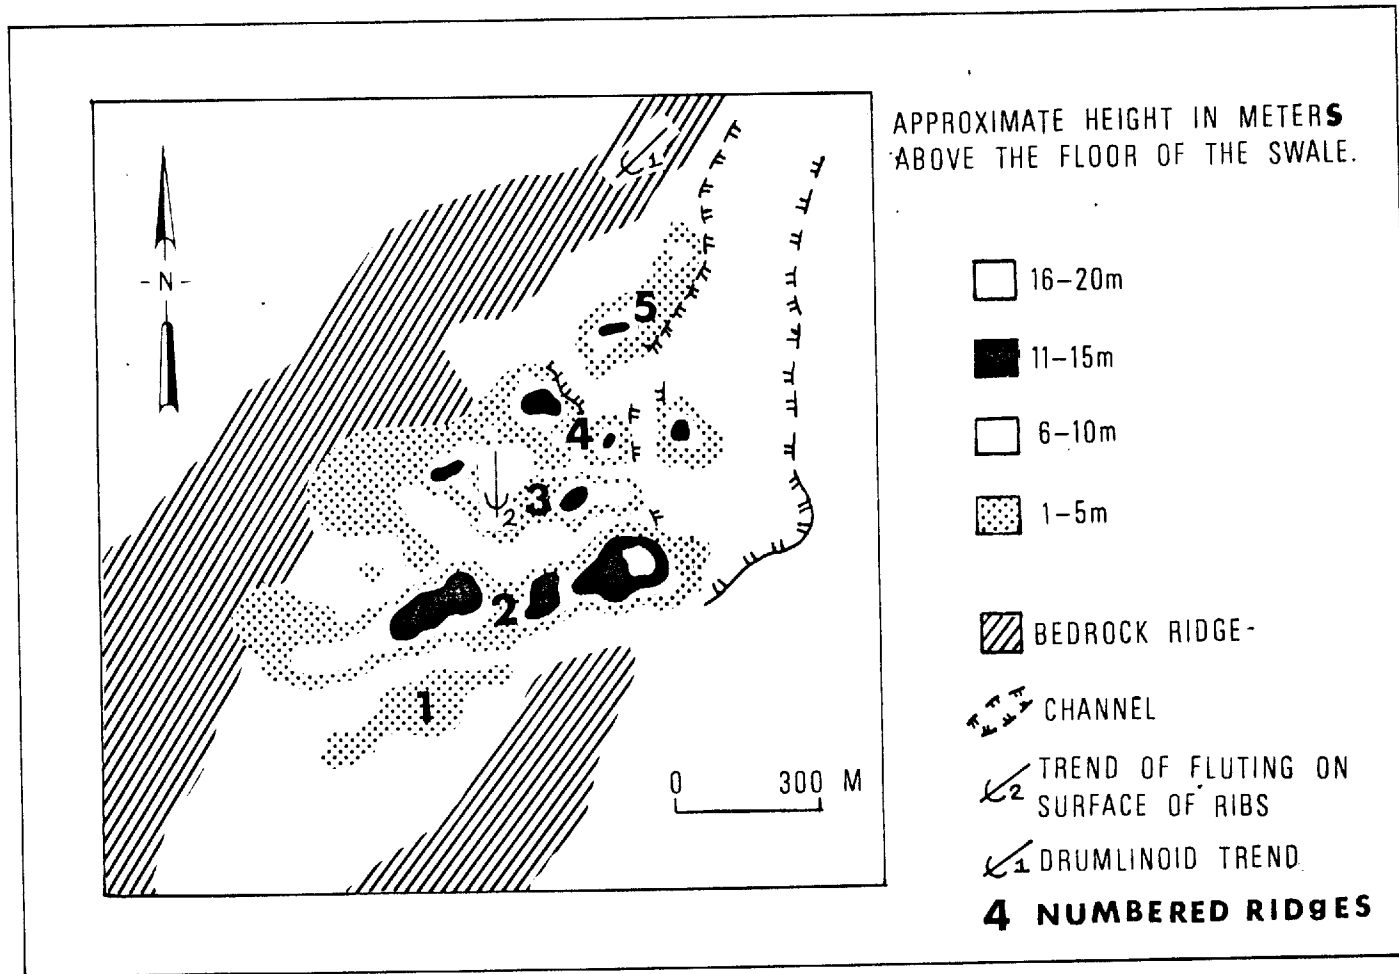 APPROXIMATE HEIGHT IN METERS
ABOVE THE FLOOR OF THE SWALE.
1
- N -
16-20m
5
11-15m
4
6-10m
3
2
1-5m
2
BEDROCK RIDGE-
1
CHANNEL
0 300 M
2 TREND OF FLUTING ON
SURFACE OF RIBS
1 DRUMLINOID TREND
4 NUMBERED RIDgES